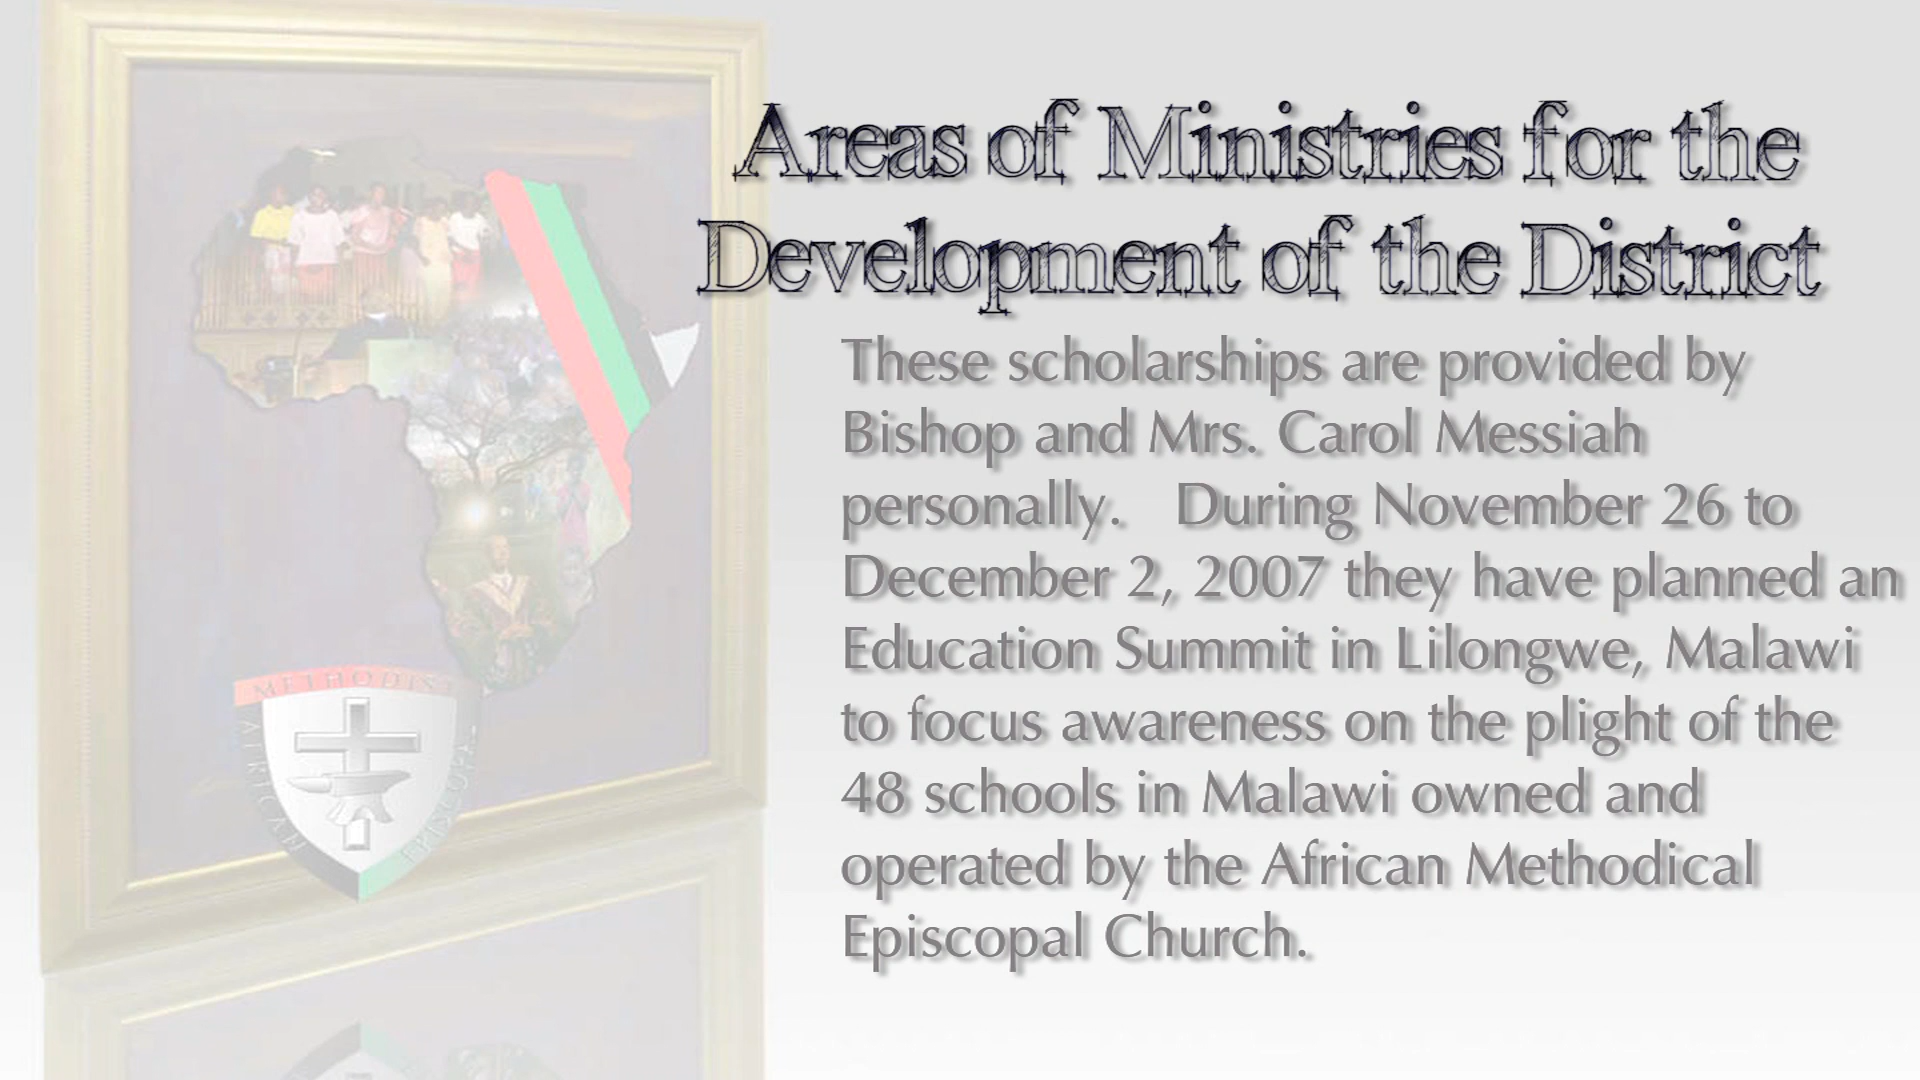 Areas of Ministries for the
Development of the District
These scholarships are provided by
Bishop and Mrs. Carol Messiah
personally.   During November 26 to
December 2, 2007 they have planned an
Education Summit in Lilongwe, Malawi
to focus awareness on the plight of the
48 schools in Malawi owned and
operated by the African Methodical
Episcopal Church.
METHODIST
AFRICAN
EPISCOPAL